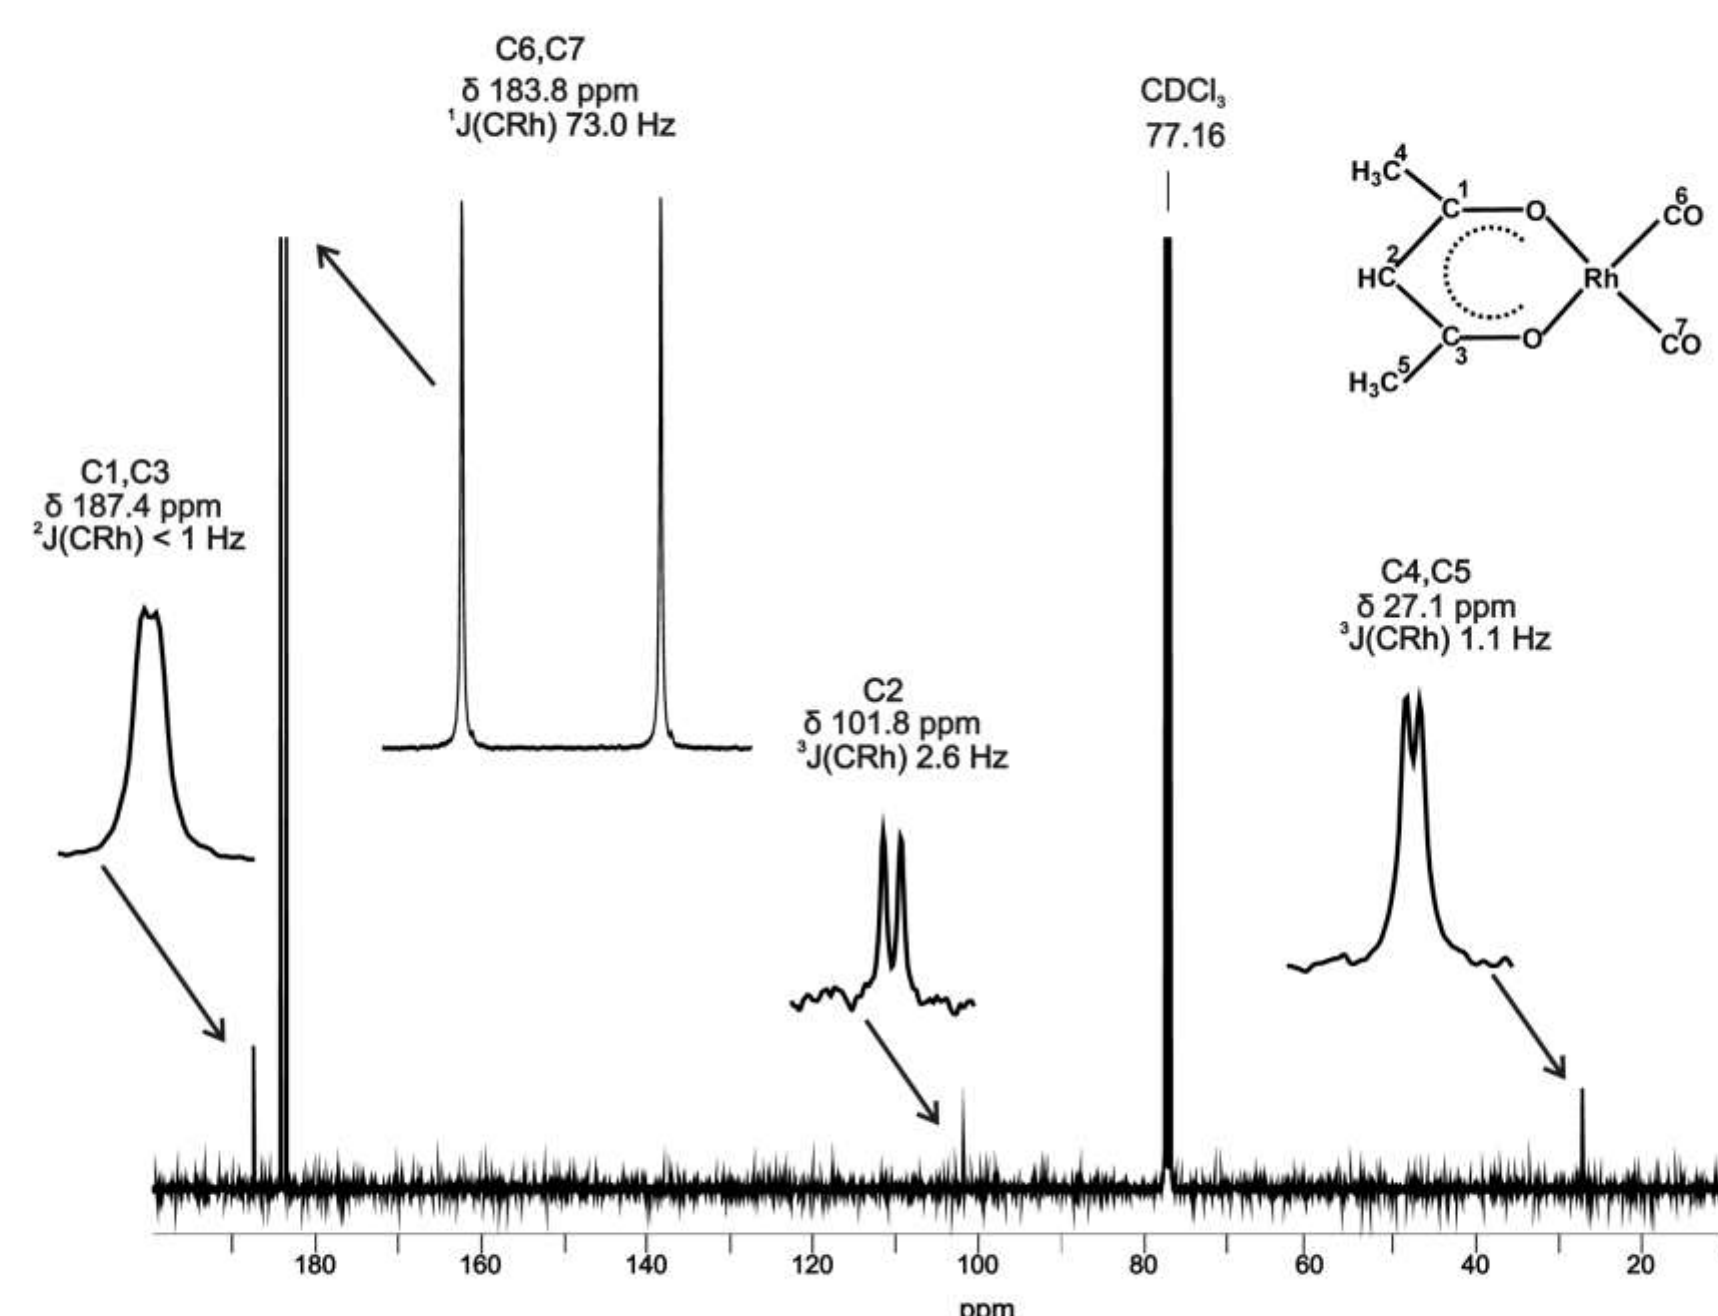 C6,C7
δ 183.8 ppm
¹J(CRh) 73.0 Hz
CDCl₃
77.16
H₃C 4
1
C O
6
CO
2
HC
Rh
7
CO
C O
3
5
H₃C
C1,C3
δ 187.4 ppm
²J(CRh) < 1 Hz
C4,C5
δ 27.1 ppm
³J(CRh) 1.1 Hz
C2
δ 101.8 ppm
³J(CRh) 2.6 Hz
180 160 140 120 100 80 60 40 20
ppm